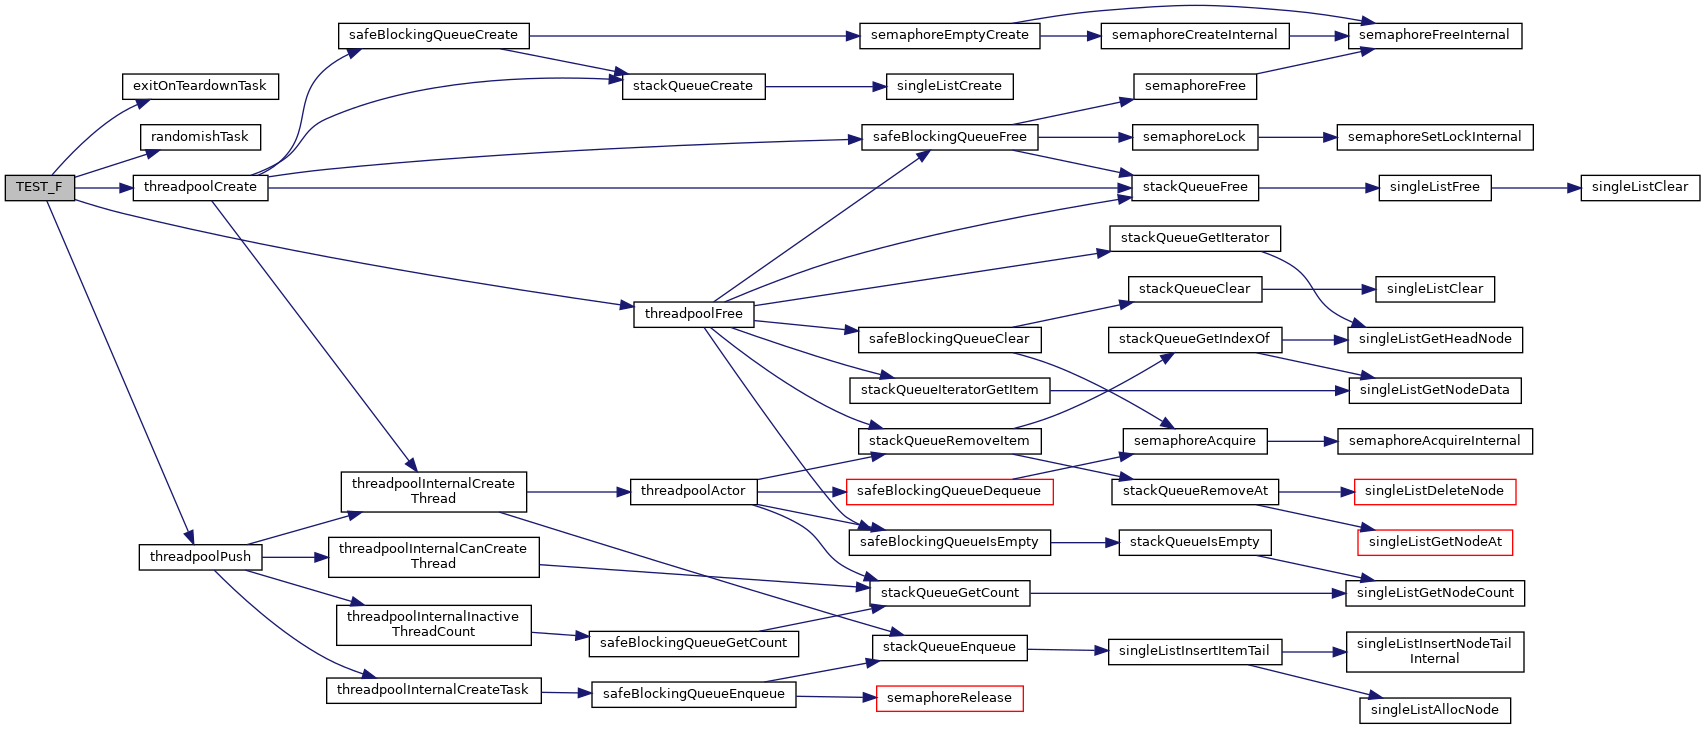 safeBlockingQueueCreate
semaphoreEmptyCreate
semaphoreCreateInternal
semaphoreFreeInternal
exitOnTeardownTask
stackQueueCreate
singleListCreate
semaphoreFree
randomishTask
safeBlockingQueueFree
semaphoreLock
semaphoreSetLockInternal
TEST_F
threadpoolCreate
stackQueueFree
singleListFree
singleListClear
stackQueueGetIterator
stackQueueClear
singleListClear
threadpoolFree
safeBlockingQueueClear
stackQueueGetIndexOf
singleListGetHeadNode
stackQueueIteratorGetItem
singleListGetNodeData
stackQueueRemoveItem
semaphoreAcquire
semaphoreAcquireInternal
threadpoolInternalCreate
Thread
threadpoolActor
safeBlockingQueueDequeue
stackQueueRemoveAt
singleListDeleteNode
safeBlockingQueueIsEmpty
stackQueueIsEmpty
singleListGetNodeAt
threadpoolPush
threadpoolInternalCanCreate
Thread
stackQueueGetCount
singleListGetNodeCount
threadpoolInternalInactive
ThreadCount
safeBlockingQueueGetCount
stackQueueEnqueue
singleListInsertItemTail
singleListInsertNodeTail
Internal
threadpoolInternalCreateTask
safeBlockingQueueEnqueue
semaphoreRelease
singleListAllocNode